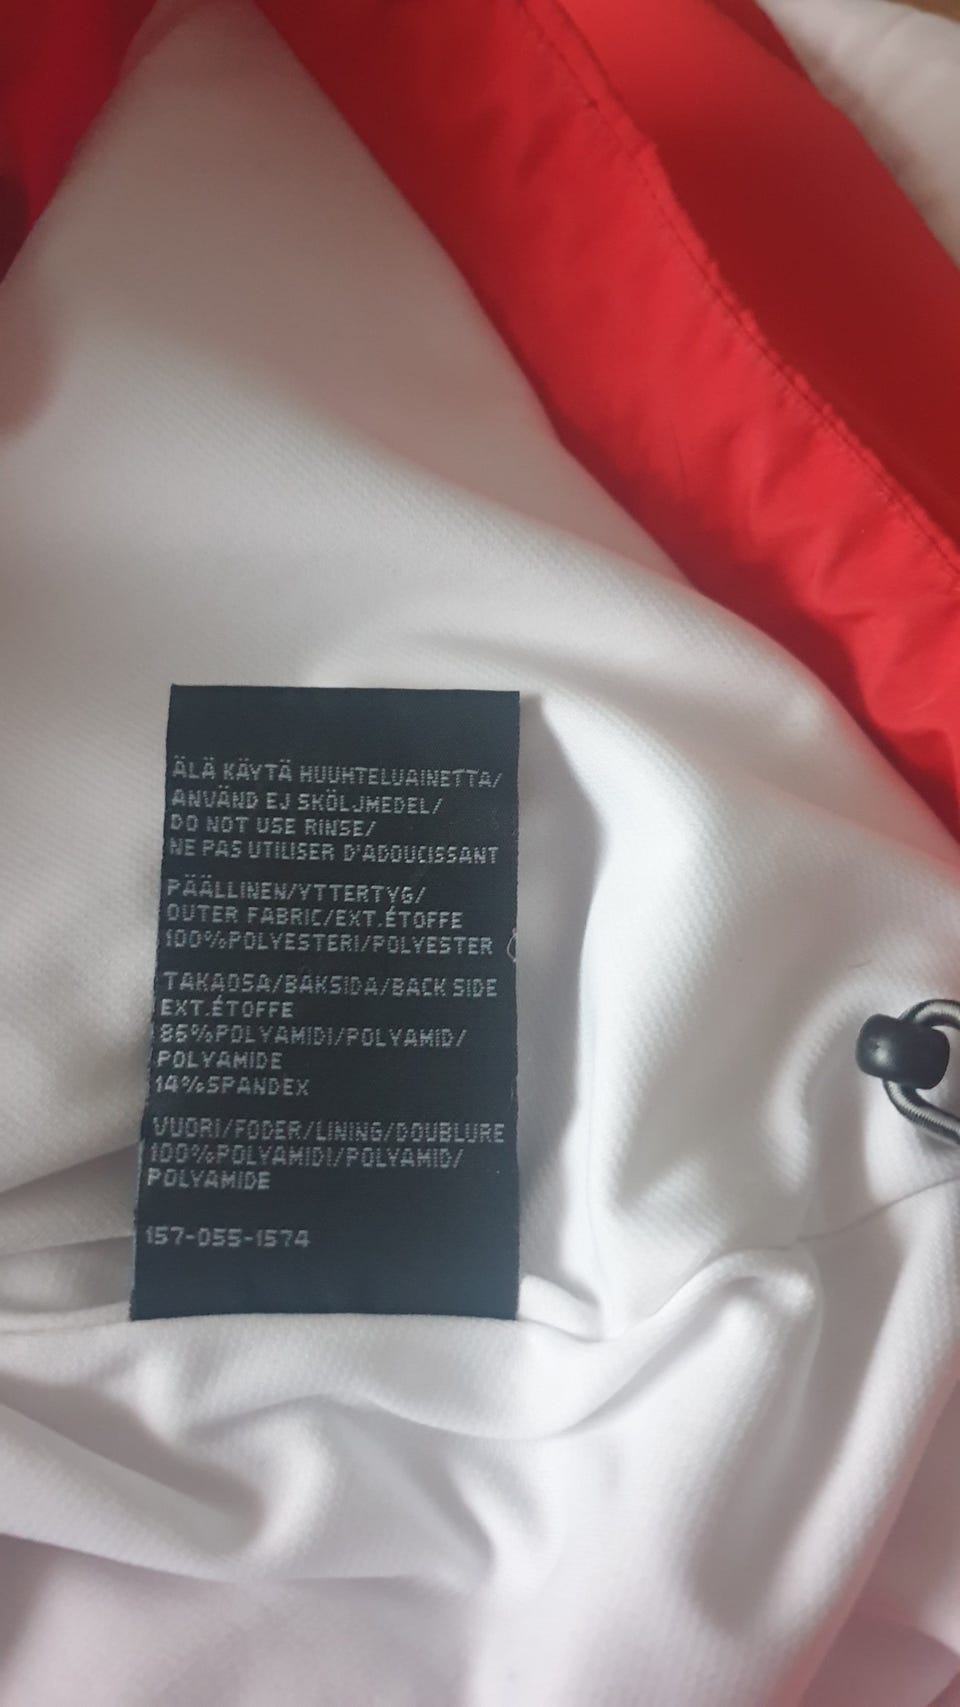 ÄLÄ KÄYTÄ HUUHTELUAINETTA/
ANVÄND EJ SKÖLJMEDEL/
DO NOT USE RINSE/
NE PAS UTILISER D'ADOUCISSANT
PÄÄLLINEN/YTTERTYG/
OUTER FABRIC/EXT.ÉTOFFE
100%POLYESTERI/POLYESTER
TAKAOSA/BAKSIDA/BACK SIDE
EXT.ÉTOFFE
86%POLYAMIDI/POLYAMID/
POLYAMIDE
14%SPANDEX
VUORI/FODER/LINING/DOUBLURE
100%POLYAMIDI/POLYAMID/
POLYAMIDE
157-055-1574